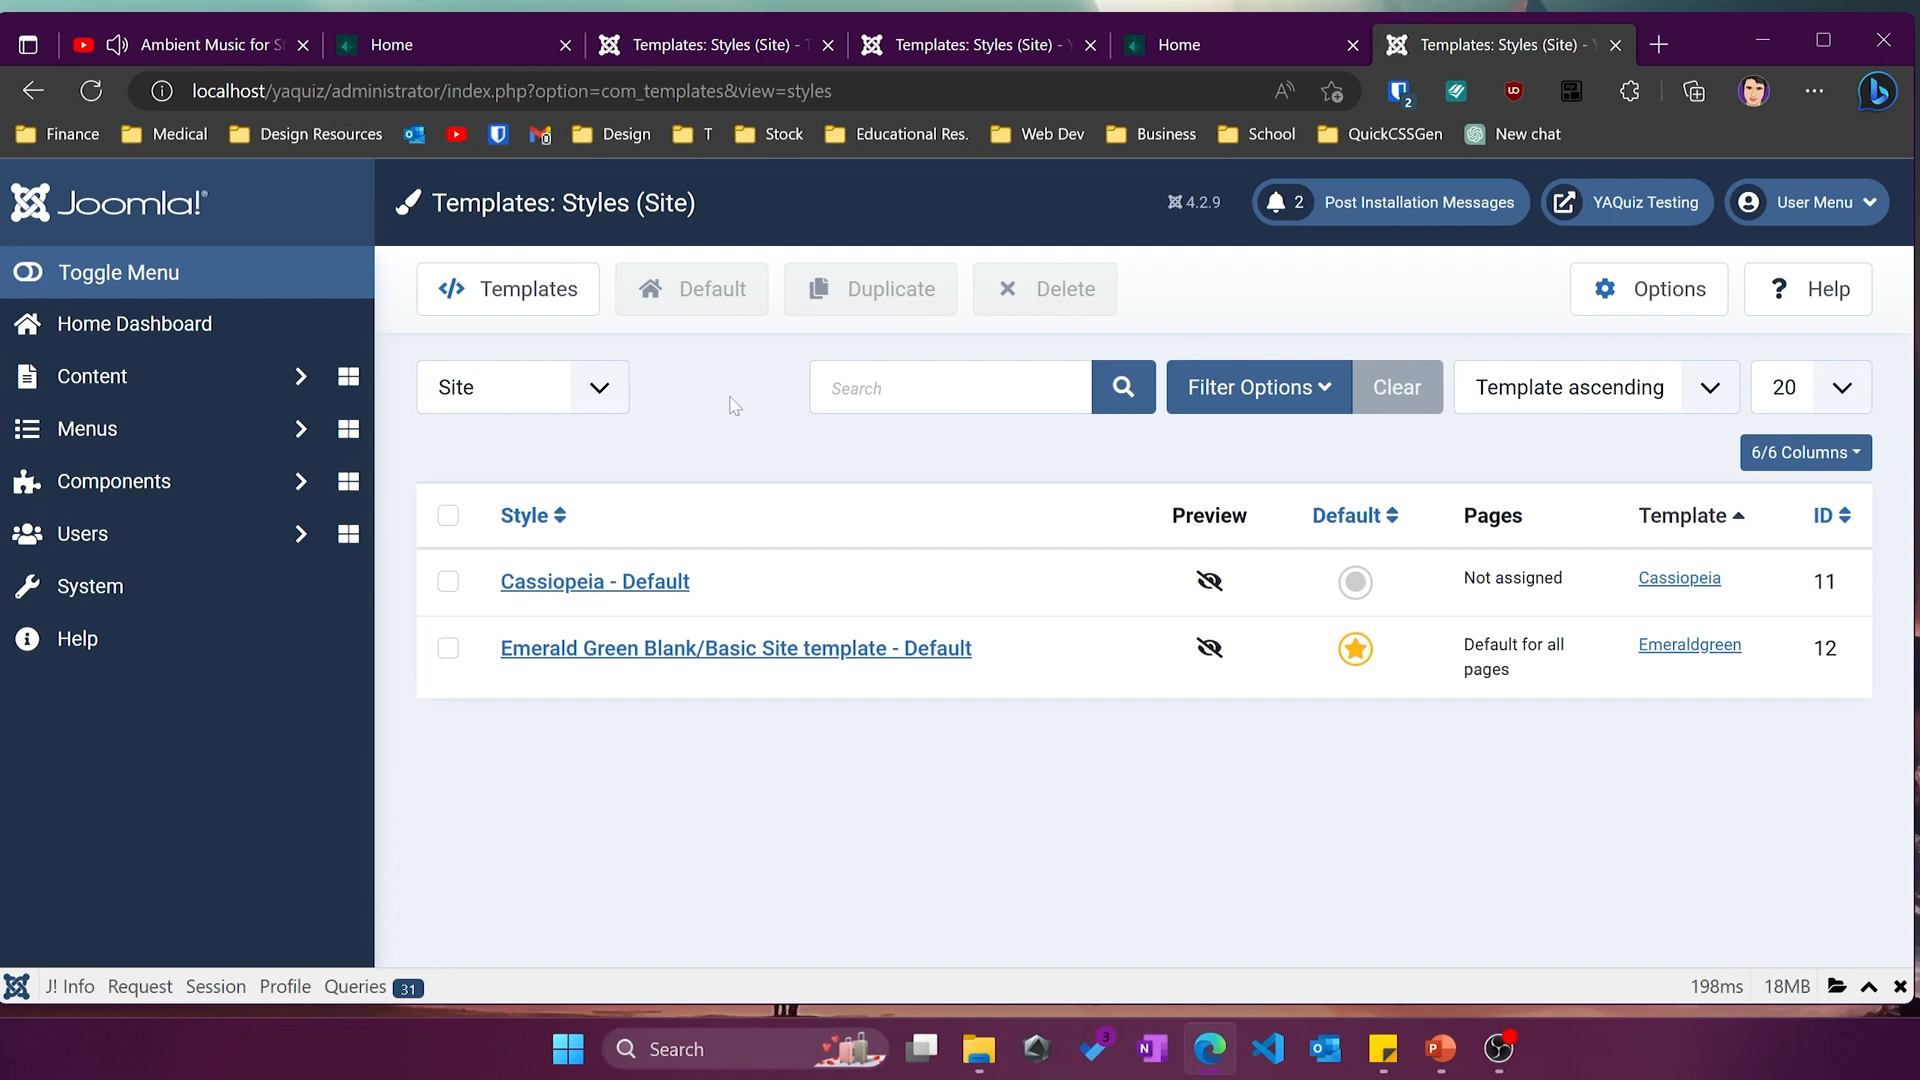 Ambient Music for St
Home
Templates: Styles (Site) - T
Templates: Styles (Site) - Y
Home
Templates: Styles (Site) - Y
localhost/yaquiz/administrator/index.php?option=com_templates&view=styles
2
Finance
Medical
Design Resources
Design
T
Stock
Educational Res.
Web Dev
Business
School
QuickCSSGen
New chat
Joomla!
Templates: Styles (Site)
4.2.9
2
Post Installation Messages
YAQuiz Testing
User Menu
Toggle Menu
Templates
Default
Duplicate
Delete
Options
? Help
Home Dashboard
Content
Menus
Components
Users
System
Help
Site
Search
Filter Options
Clear
Template ascending
20
6/6 Columns
Style
Preview
Default
Pages
Template
ID
Cassiopeia - Default
Not assigned
Cassiopeia
11
Emerald Green Blank/Basic Site template - Default
Default for all
pages
Emeraldgreen
12
J! Info
Request
Session
Profile
Queries
31
198ms
18MB
Search
3